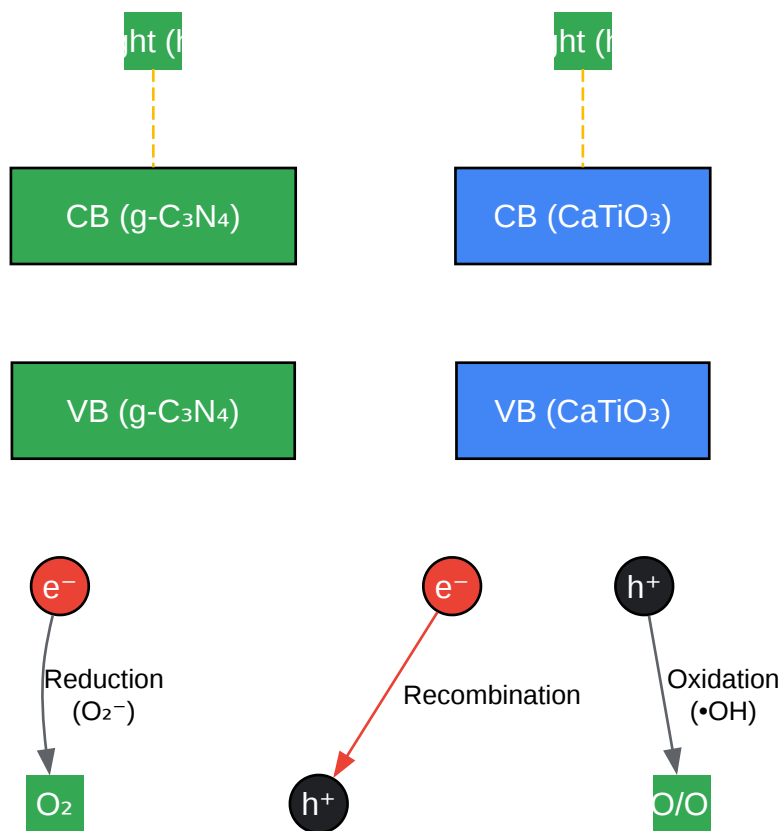 ght (h
ght (h
CB (g-C₃N₄)
CB (CaTiO₃)
VB (g-C₃N₄)
VB (CaTiO₃)
e⁻
e⁻
h⁺
Reduction
(O₂⁻)
Recombination
Oxidation
(•OH)
O₂
h⁺
O/O